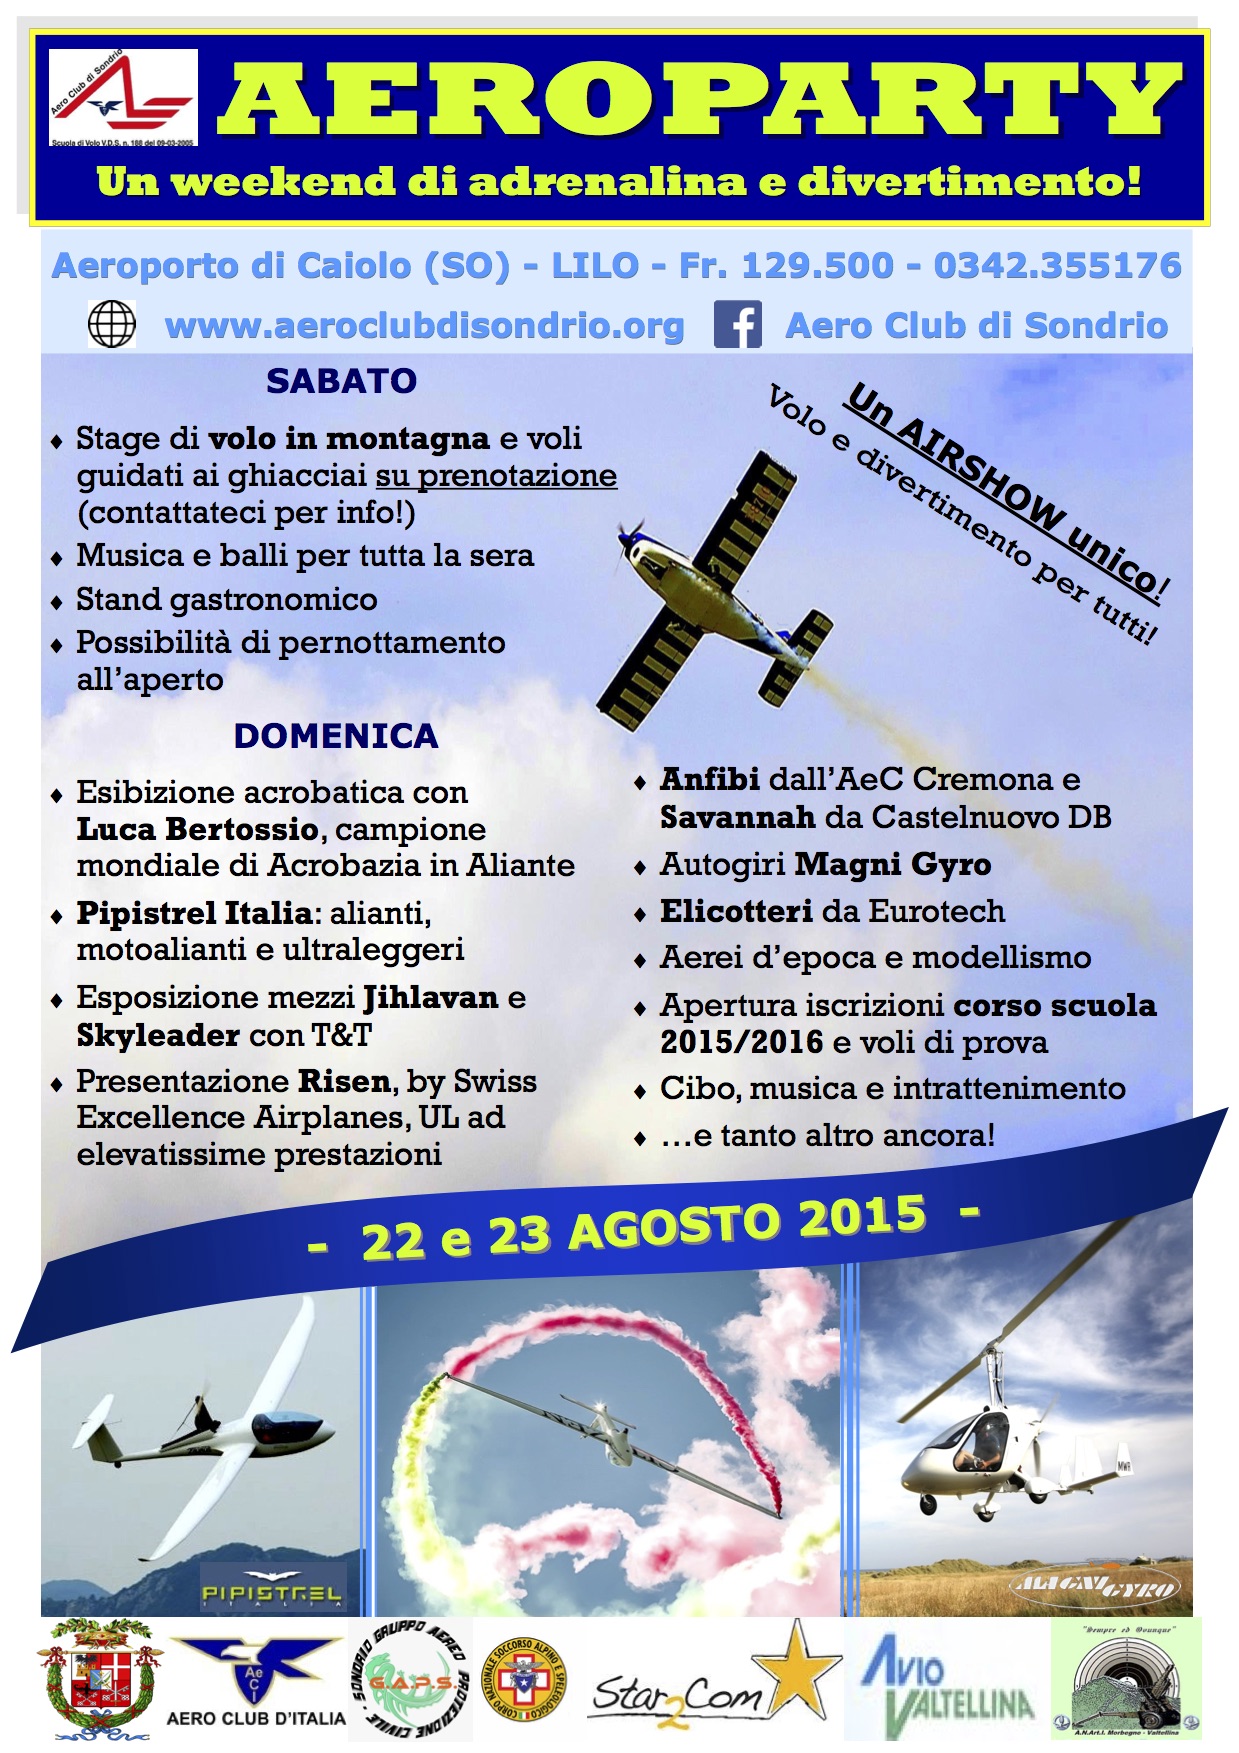 Aero Club di Sondrio
Scuola di Volo V.D.S. n. 188 del 09-03-2005
AEROPARTY
Un weekend di adrenalina e divertimento!
Aeroporto di Caiolo (SO) - LILO - Fr. 129.500 - 0342.355176
www.aeroclubdisondrio.org
Aero Club di Sondrio
Un AIRSHOW unico!
Volo e divertimento per tutti!
SABATO
♦ Stage di volo in montagna e voli
guidati ai ghiacciai su prenotazione
(contattateci per info!)
♦ Musica e balli per tutta la sera
♦ Stand gastronomico
♦ Possibilità di pernottamento
all'aperto
DOMENICA
♦ Esibizione acrobatica con
Luca Bertossio, campione
mondiale di Acrobazia in Aliante
♦ Pipistrel Italia: alianti,
motoalianti e ultraleggeri
♦ Esposizione mezzi Jihlavan e
Skyleader con T&T
♦ Presentazione Risen, by Swiss
Excellence Airplanes, UL ad
elevatissime prestazioni
♦ Anfibi dall'AeC Cremona e
Savannah da Castelnuovo DB
♦ Autogiri Magni Gyro
♦ Elicotteri da Eurotech
♦ Aerei d'epoca e modellismo
♦ Apertura iscrizioni corso scuola
2015/2016 e voli di prova
♦ Cibo, musica e intrattenimento
♦ …e tanto altro ancora!
- 22 e 23 AGOSTO 2015 -
PIPISTREL
ITALIA
MWR
MAGNI GYRO
Ae C I
AERO CLUB D'ITALIA
SONDRIO GRUPPO AEREO PROTEZIONE CIVILE -
G.A.P.S.
CORPO NAZIONALE SOCCORSO ALPINO E SPELEOLOGICO
Star2Com
AVIO
VALTELLINA
"Sempre ed Ovunque"
A.N.Art.I. Morbegno - Valtellina